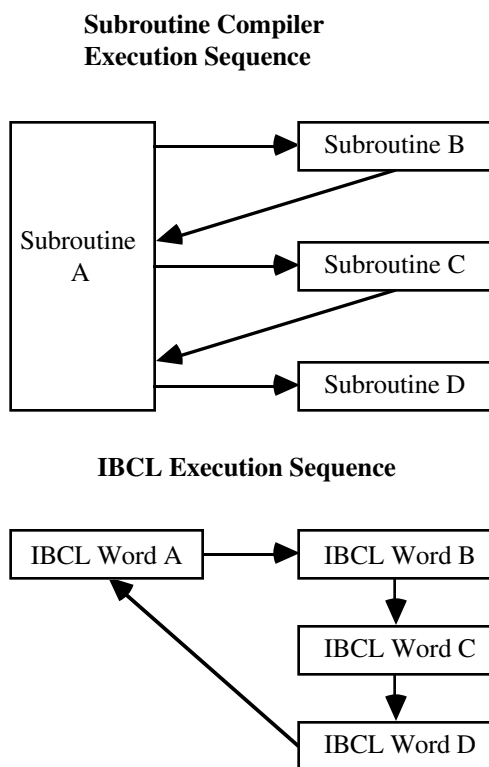 Subroutine Compiler
Execution Sequence
Subroutine B
Subroutine
A
Subroutine C
Subroutine D
IBCL Execution Sequence
IBCL Word A
IBCL Word B
IBCL Word C
IBCL Word D